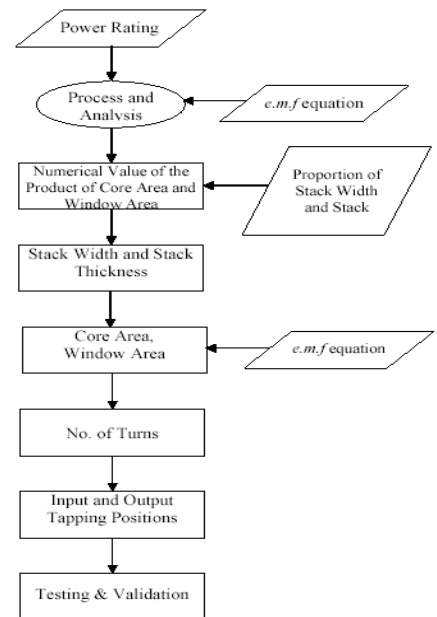 Power Rating
Process and
Analysis
e.m.f equation
Numerical Value of the
Product of Core Area and
Window Area
Proportion of
Stack Width
and Stack
Stack Width and Stack
Thickness
Core Area,
Window Area
e.m.f equation
No. of Turns
Input and Output
Tapping Positions
Testing & Validation